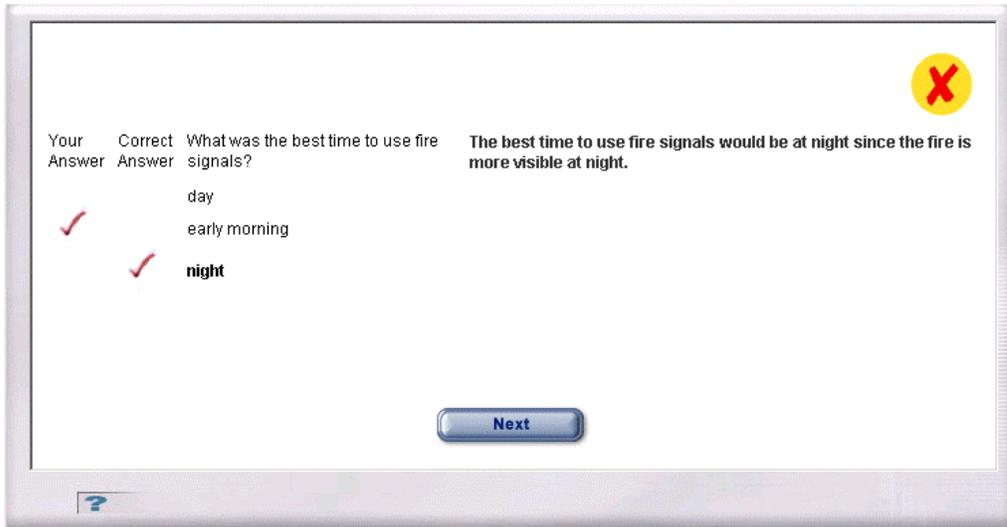 Your Answer
Correct Answer
What was the best time to use fire
signals?
The best time to use fire signals would be at night since the fire is
more visible at night.
day
early morning
night
Next
?